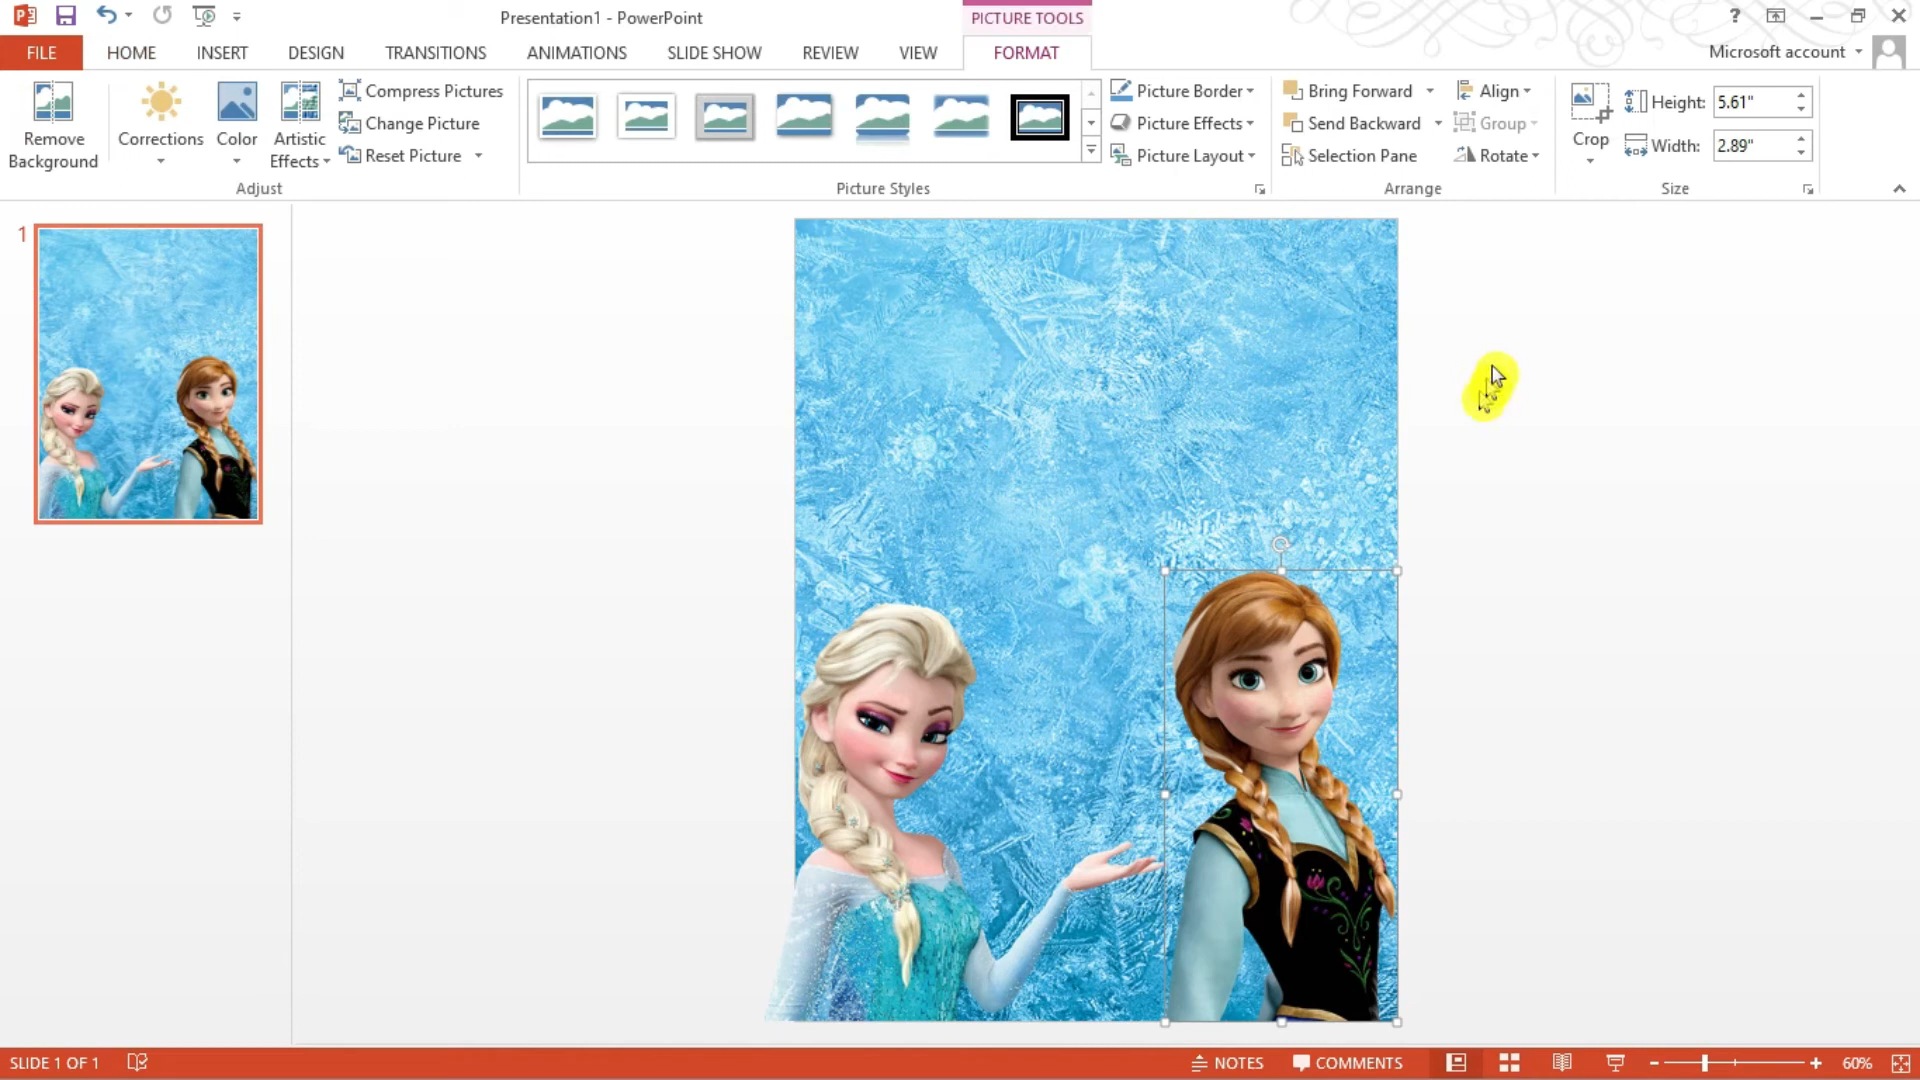 Presentation1 - PowerPoint
PICTURE TOOLS
?
FILE
HOME
INSERT
DESIGN
TRANSITIONS
ANIMATIONS
SLIDE SHOW
REVIEW
VIEW
FORMAT
Microsoft account
Remove
Background
Corrections
Color
Artistic
Effects
Compress Pictures
Change Picture
Reset Picture
Adjust
Picture Styles
Picture Border
Picture Effects
Picture Layout
Bring Forward
Send Backward
Selection Pane
Align
Group
Rotate
Arrange
Crop
Height: 5.61"
Width: 2.89"
Size
1
SLIDE 1 OF 1
NOTES
COMMENTS
60%